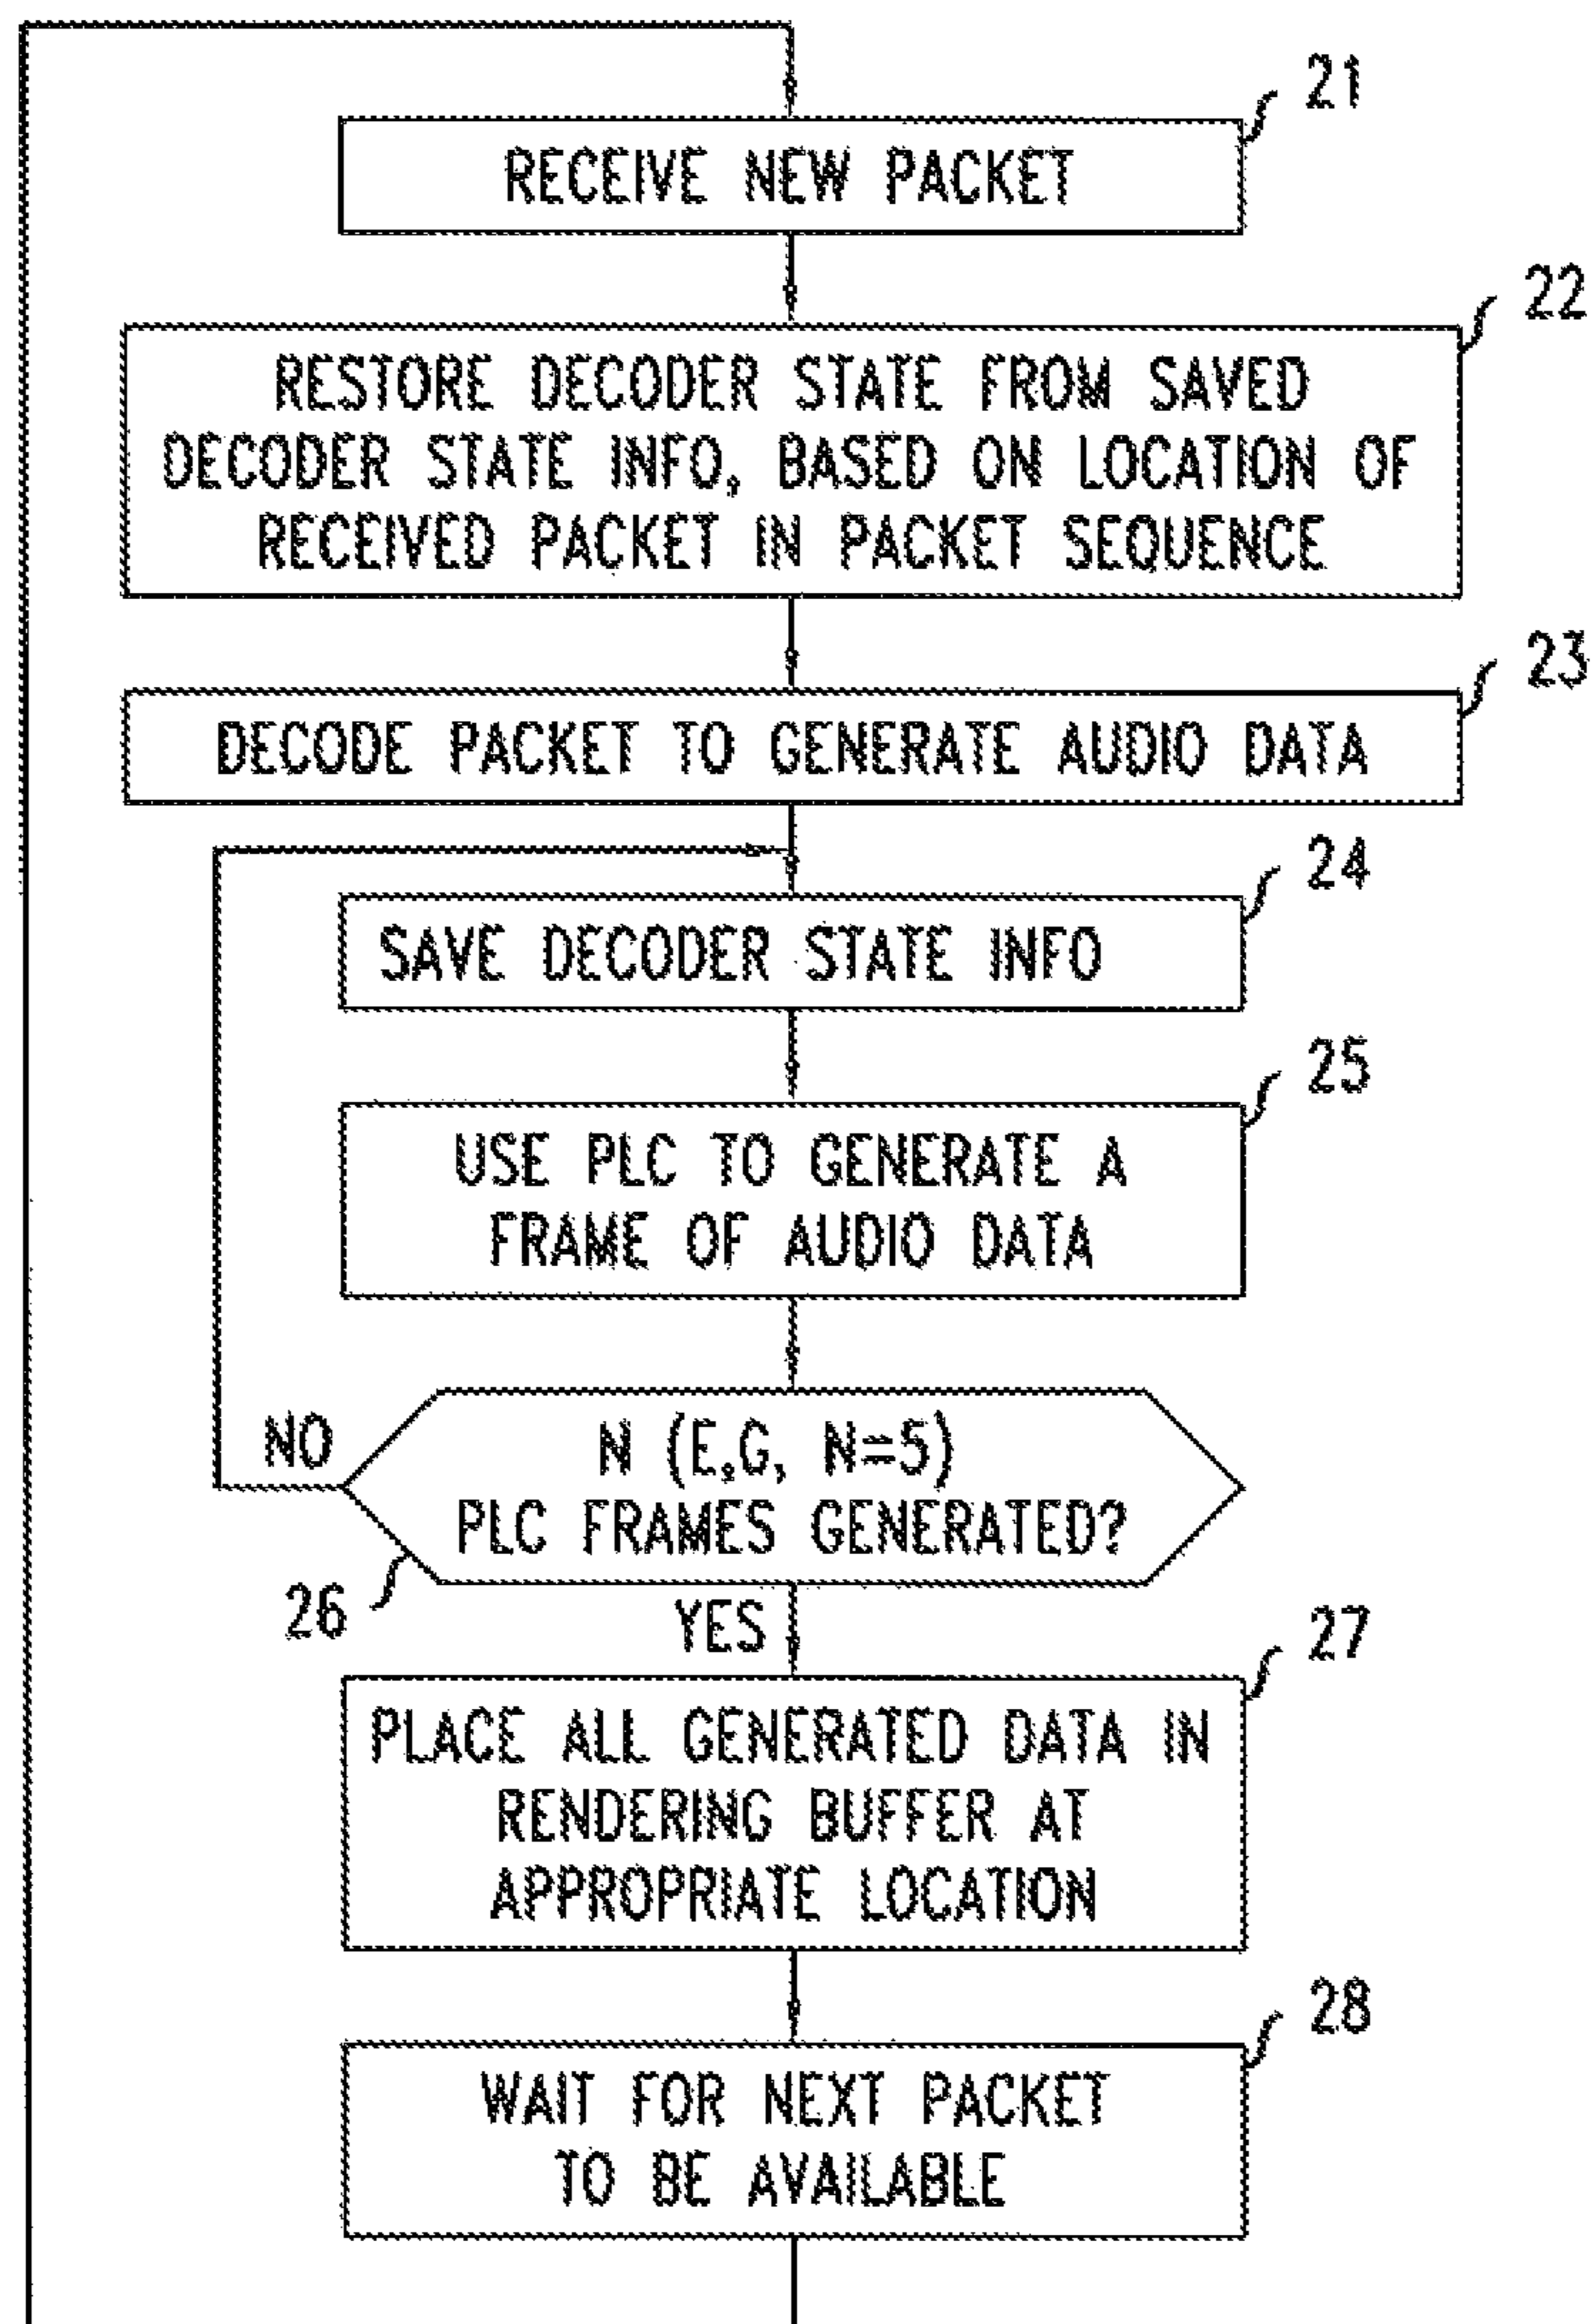 21
RECEIVE NEW PACKET
22
RESTORE DECODER STATE FROM SAVED
DECODER STATE INFO, BASED ON LOCATION OF
RECEIVED PACKET IN PACKET SEQUENCE
23
DECODE PACKET TO GENERATE AUDIO DATA
24
SAVE DECODER STATE INFO
25
USE PLC TO GENERATE A
FRAME OF AUDIO DATA
NO
N (E,G, N=5)
PLC FRAMES GENERATED?
26
YES
27
PLACE ALL GENERATED DATA IN
RENDERING BUFFER AT
APPROPRIATE LOCATION
28
WAIT FOR NEXT PACKET
TO BE AVAILABLE